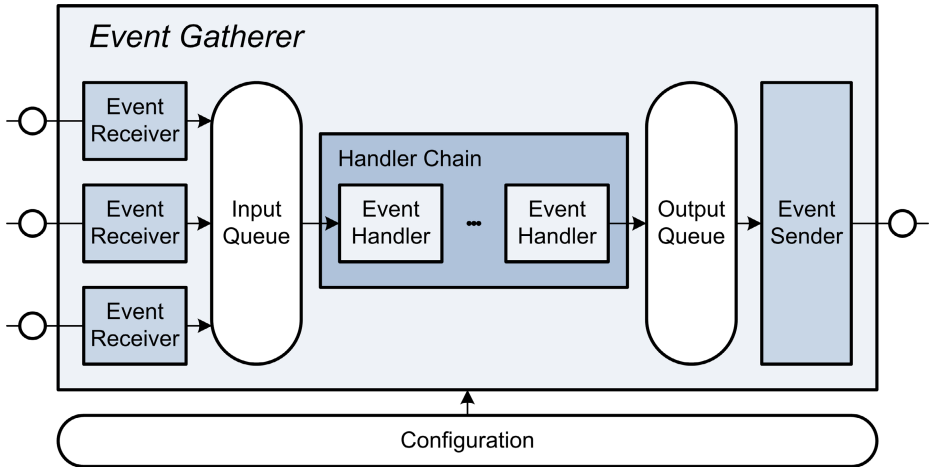 Event Gatherer
Event
Receiver
Event
Receiver
Event
Receiver
Input
Queue
Handler Chain
Event
Handler
...
Event
Handler
Output
Queue
Event
Sender
Configuration